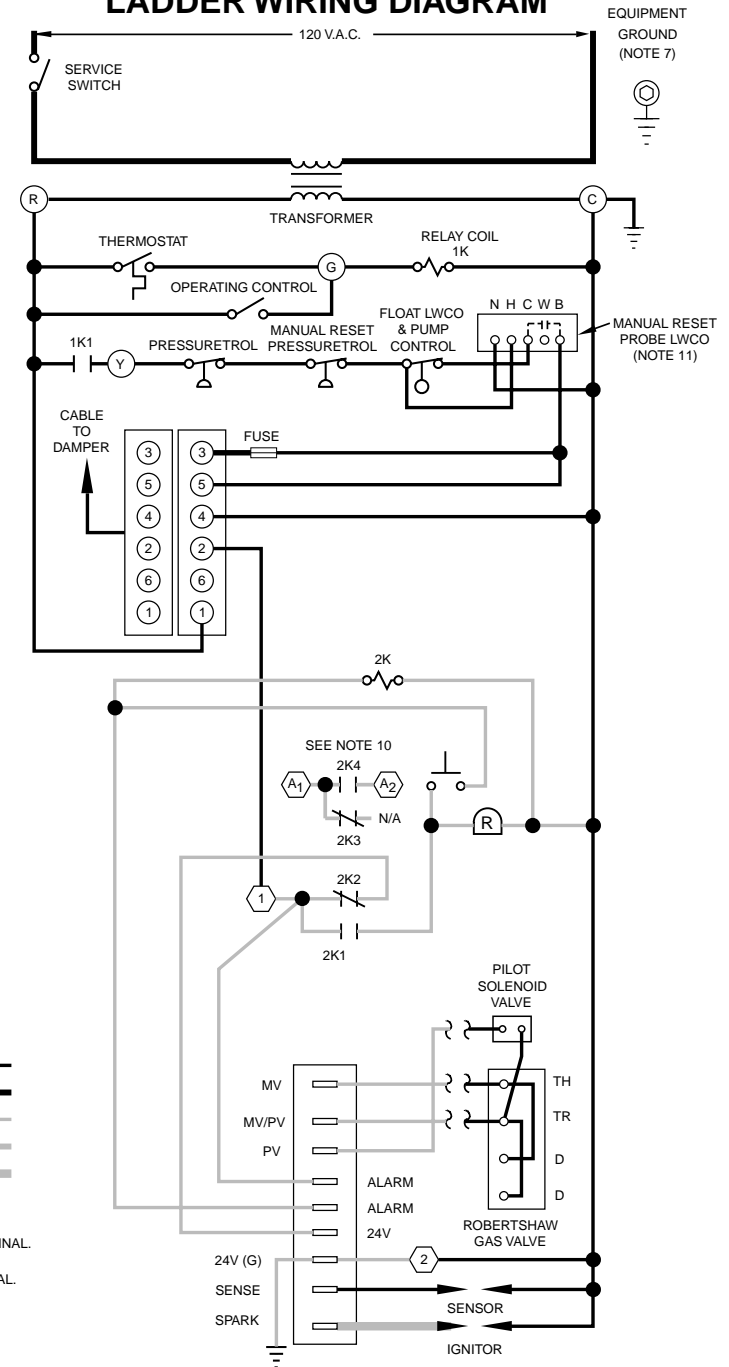 LADDER WIRING DIAGRAM
EQUIPMENT
GROUND
(NOTE 7)
120 V.A.C.
SERVICE
SWITCH
R
C
TRANSFORMER
THERMOSTAT
RELAY COIL
1K
G
OPERATING CONTROL
N H C W B
FLOAT LWCO
& PUMP
CONTROL
MANUAL RESET
PROBE LWCO
(NOTE 11)
1K1
Y
PRESSURETROL
MANUAL RESET
PRESSURETROL
CABLE
TO
DAMPER
FUSE
3
3
5
5
4
4
2
2
6
6
1
1
2K
SEE NOTE 10
2K4
A1
A2
N/A
2K3
R
2K2
1
2K1
PILOT
SOLENOID
VALVE
MV
TH
MV/PV
TR
PV
D
ALARM
D
ALARM
24V
ROBERTSHAW
GAS VALVE
24V (G)
2
SENSE
SENSOR
SPARK
IGNITOR
NAL.
AL.